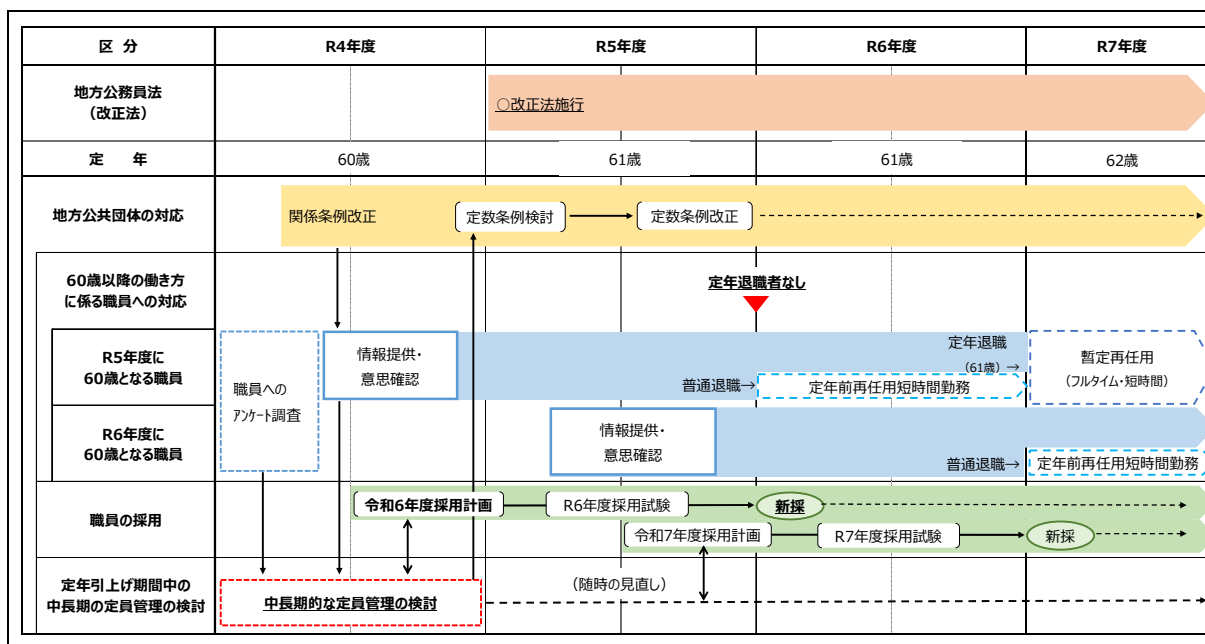 区 分
R4年度
R5年度
R6年度
R7年度
地方公務員法
（改正法）
○改正法施行
定　年
60歳
61歳
61歳
62歳
地方公共団体の対応
関係条例改正
定数条例検討
定数条例改正
60歳以降の働き方
に係る職員への対応
定年退職者なし
R5年度に
60歳となる職員
職員への
アンケート調査
情報提供・
意思確認
普通退職→
定年退職
（61歳）→
定年前再任用短時間勤務
暫定再任用
（フルタイム・短時間）
R6年度に
60歳となる職員
情報提供・
意思確認
普通退職→
定年前再任用短時間勤務
職員の採用
令和6年度採用計画
R6年度採用試験
新採
令和7年度採用計画
R7年度採用試験
新採
定年引上げ期間中の
中長期の定員管理の検討
中長期的な定員管理の検討
（随時の見直し）